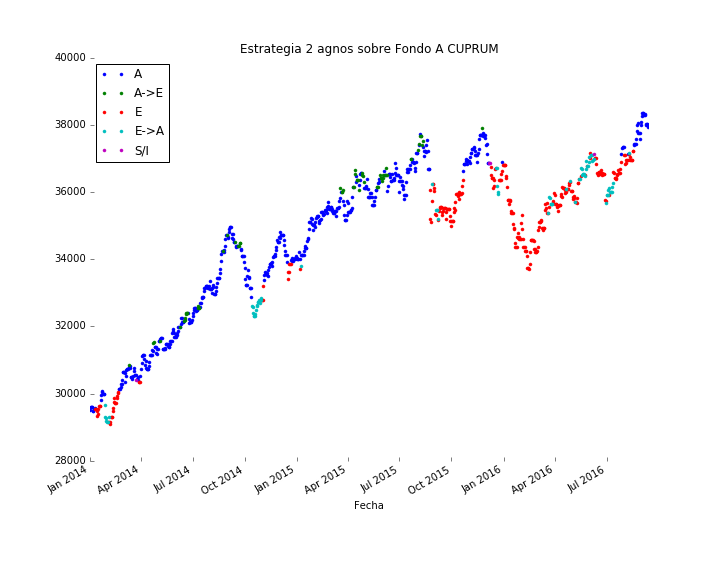 Estrategia 2 agnos sobre Fondo A CUPRUM
40000
38000
36000
34000
32000
30000
28000
A
A->E
E
E->A
S/I
Jan 2014
Apr 2014
Jul 2014
Oct 2014
Jan 2015
Apr 2015
Jul 2015
Oct 2015
Jan 2016
Apr 2016
Jul 2016
Fecha